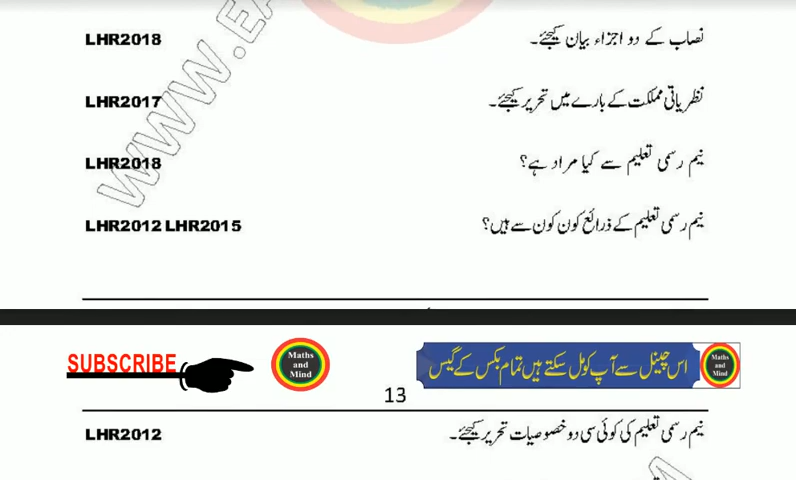 نصاب کے دو اجزاء بیان کیجئے۔ LHR2018
نظریاتی مملکت کے بارے میں تحریر کیجئے۔ LHR2017
نیم رسمی تعلیم سے کیا مراد ہے؟ LHR2018
نیم رسمی تعلیم کے ذرائع کون کون سے ہیں؟ LHR2012 LHR2015
WWW.EA
SUBSCRIBE
Maths and Mind
اس چینل سے آپ کو مل سکتے ہیں تمام بکس کے گیس
Maths and Mind
13
نیم رسمی تعلیم کی کوئی سی دو خصوصیات تحریر کیجئے۔ LHR2012